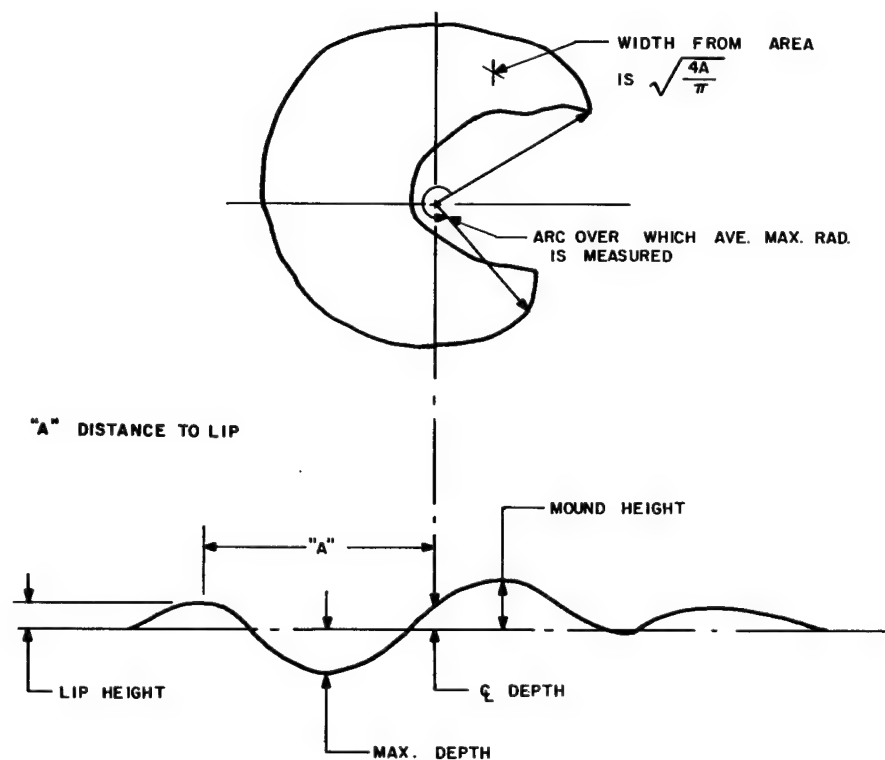 WIDTH FROM AREA
IS √4A/π
ARC OVER WHICH AVE. MAX. RAD.
IS MEASURED
"A" DISTANCE TO LIP
MOUND HEIGHT
"A"
LIP HEIGHT
℄ DEPTH
MAX. DEPTH